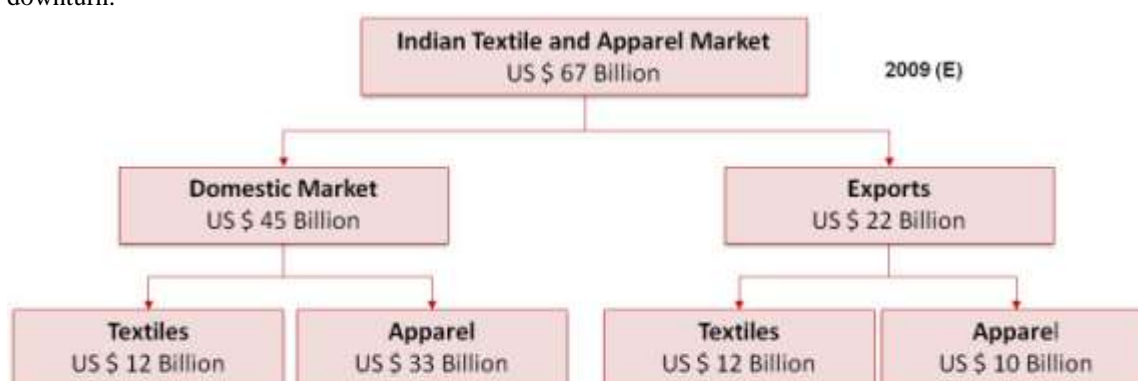 downturn.
Indian Textile and Apparel Market
US $ 67 Billion
2009 (E)
Domestic Market
US $ 45 Billion
Exports
US $ 22 Billion
Textiles
US $ 12 Billion
Apparel
US $ 33 Billion
Textiles
US $ 12 Billion
Apparel
US $ 10 Billion